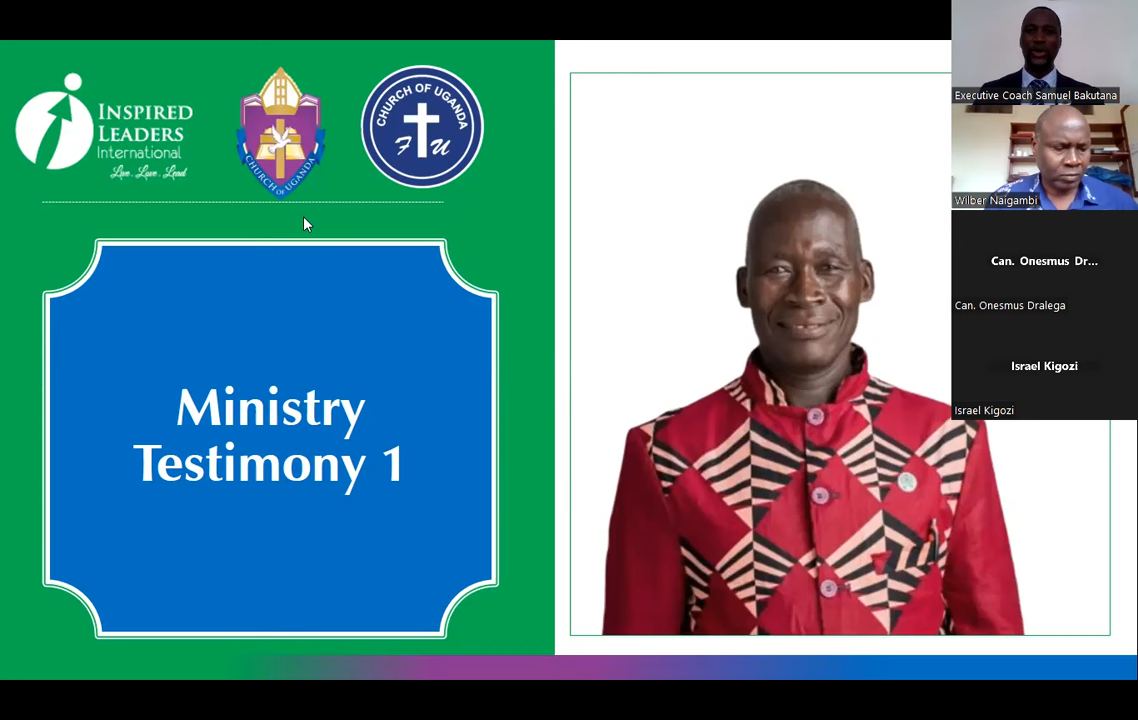 INSPIRED
LEADERS
International
Live. Love. Lead
CHURCH OF UGANDA
CHURCH OF UGANDA
F U
Ministry
Testimony 1
Executive Coach Samuel Bakutana
Wilber Naigambi
Can. Onesmus Dr...
Can. Onesmus Dralega
Israel Kigozi
Israel Kigozi